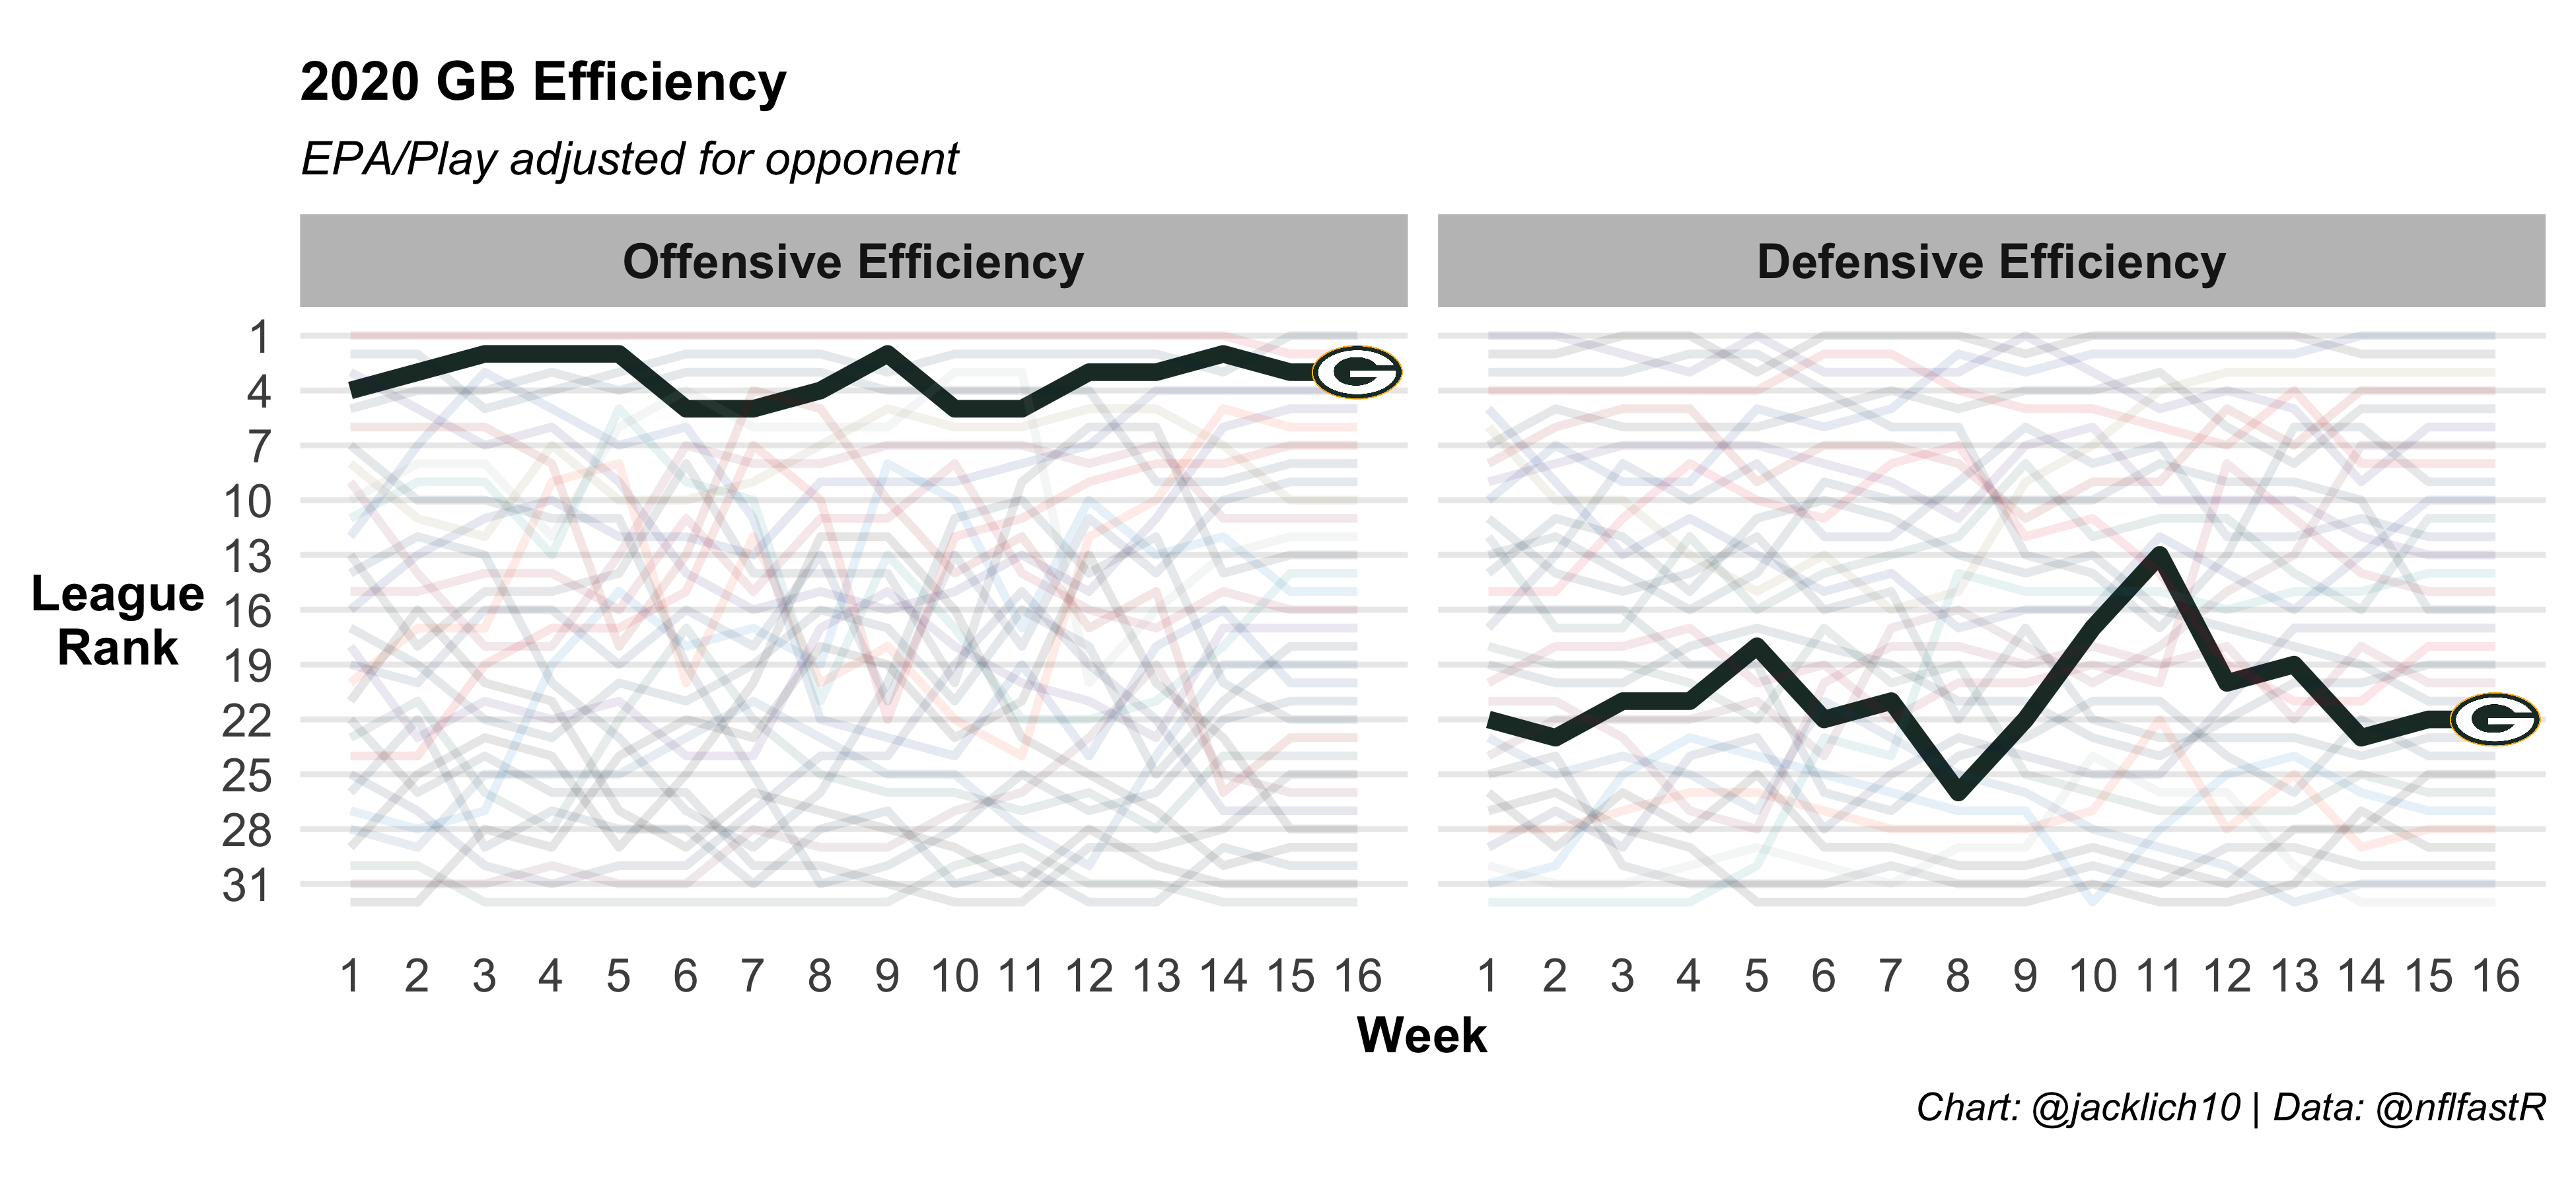 2020 GB Efficiency
EPA/Play adjusted for opponent
Offensive Efficiency
Defensive Efficiency
League
Rank
1
4
7
10
13
16
19
22
25
28
31
1 2 3 4 5 6 7 8 9 10 11 12 13 14 15 16
1 2 3 4 5 6 7 8 9 10 11 12 13 14 15 16
Week
G
G
Chart: @jacklich10 | Data: @nflfastR